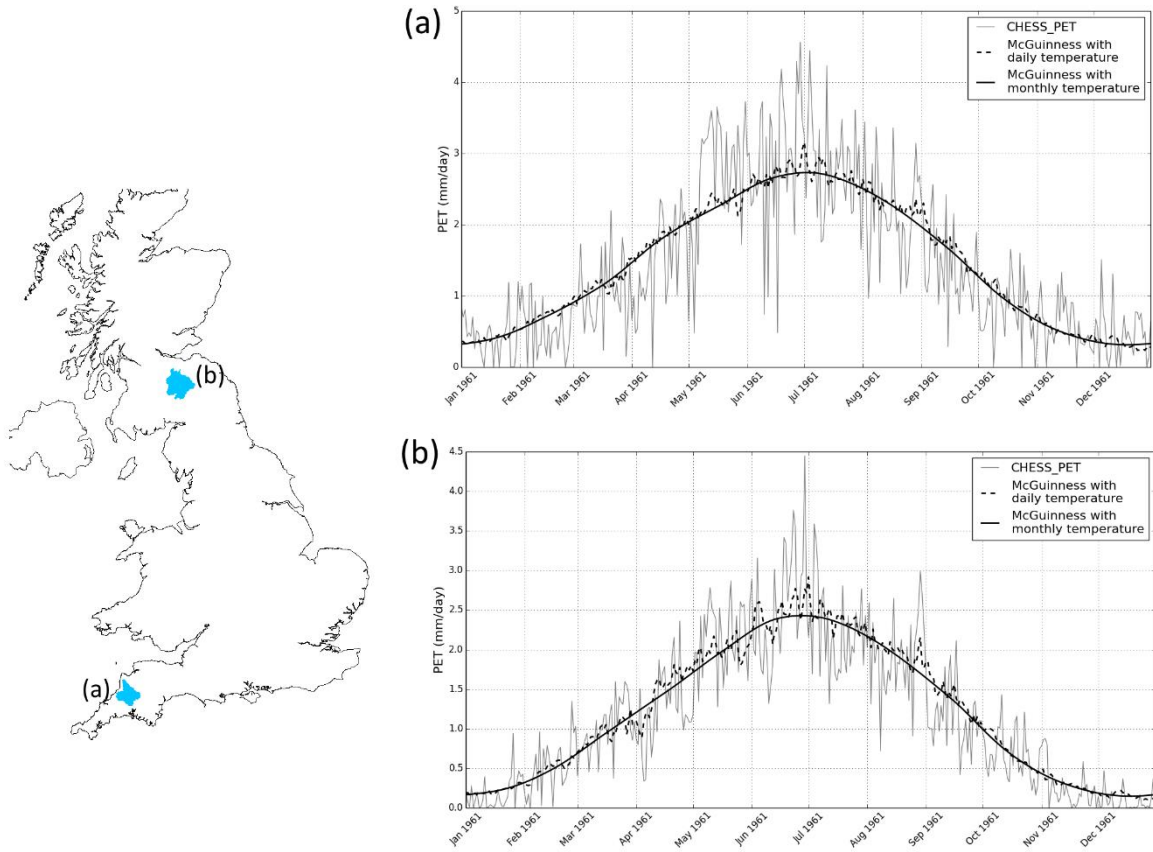 (a)
(b)
(a)
5
4
3
2
1
0
PET (mm/day)
CHESS_PET
McGuinness with
daily temperature
McGuinness with
monthly temperature
Jan 1961
Feb 1961
Mar 1961
Apr 1961
May 1961
Jun 1961
Jul 1961
Aug 1961
Sep 1961
Oct 1961
Nov 1961
Dec 1961
(b)
4.5
4.0
3.5
3.0
2.5
2.0
1.5
1.0
0.5
0.0
PET (mm/day)
CHESS_PET
McGuinness with
daily temperature
McGuinness with
monthly temperature
Jan 1961
Feb 1961
Mar 1961
Apr 1961
May 1961
Jun 1961
Jul 1961
Aug 1961
Sep 1961
Oct 1961
Nov 1961
Dec 1961